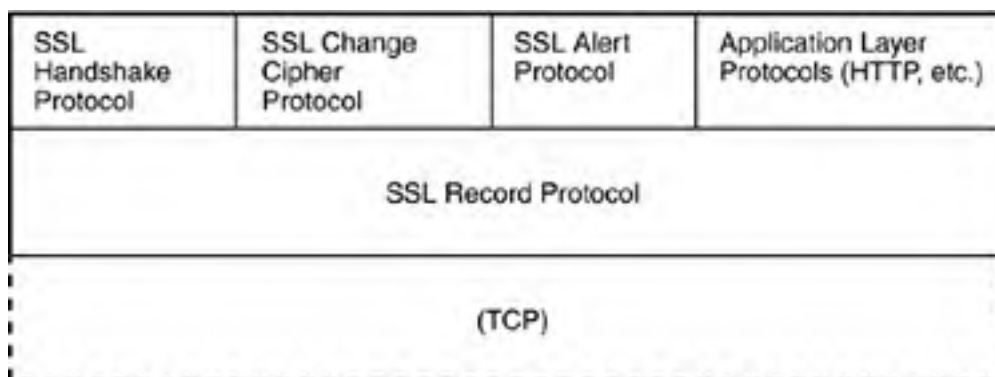 SSL
Handshake
Protocol
SSL Change
Cipher
Protocol
SSL Alert
Protocol
Application Layer
Protocols (HTTP, etc.)
SSL Record Protocol
(TCP)